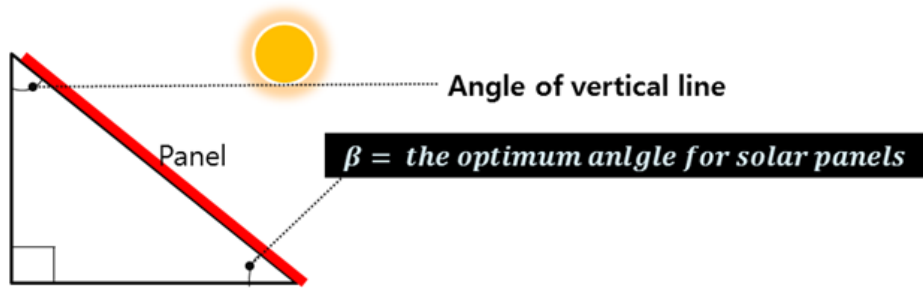 Angle of vertical line
Panel
β = the optimum anlgle for solar panels